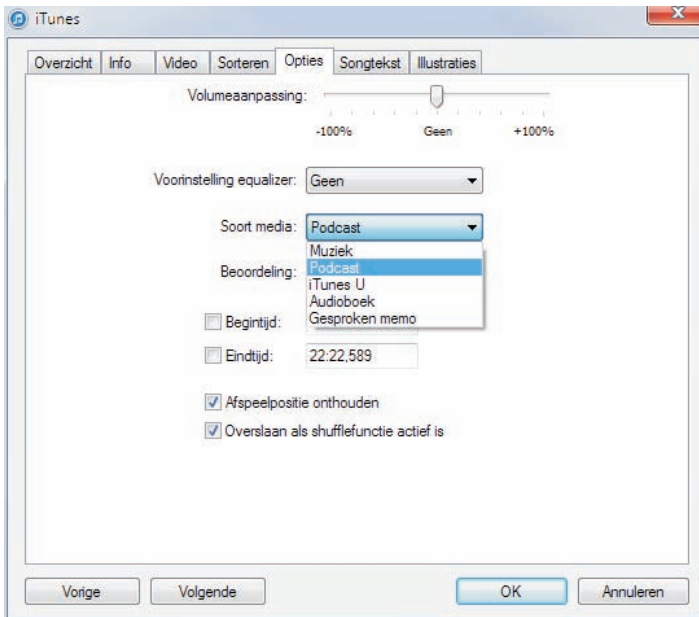 iTunes
x
Overzicht Info Video Sorteren Opties Songtekst Illustraties
Volumeaanpassing:
-100% Geen +100%
Voorinstelling equalizer: Geen
Soort media: Podcast
Muziek
Podcast
Beoordeling:
iTunes U
Audioboek
Gesproken memo
Begintijd:
Eindtijd: 22:22,589
Afspeelpositie onthouden
Overslaan als shufflefunctie actief is
Vorige Volgende OK Annuleren